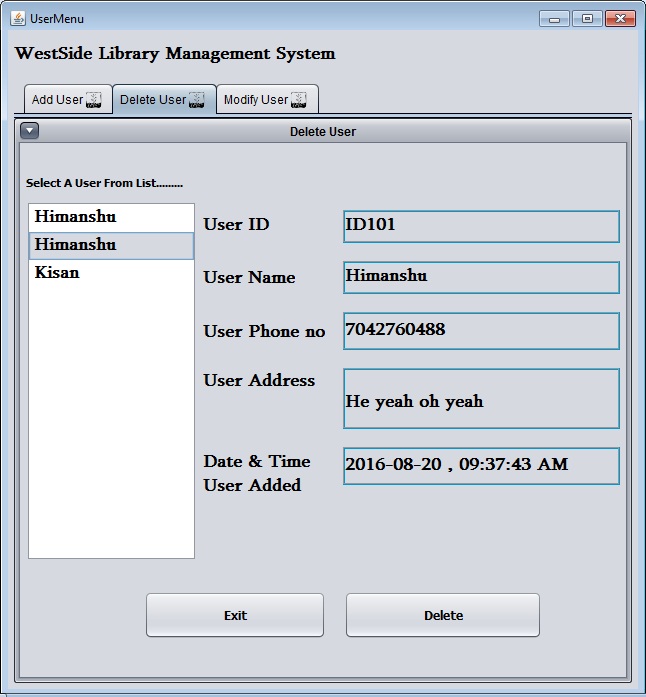 UserMenu
WestSide Library Management System
Add User Delete User Modify User
Delete User
Select A User From List.........
Himanshu
Himanshu
Kisan
User ID ID101
User Name Himanshu
User Phone no 7042760488
User Address He yeah oh yeah
Date & Time 2016-08-20 , 09:37:43 AM
User Added
Exit Delete